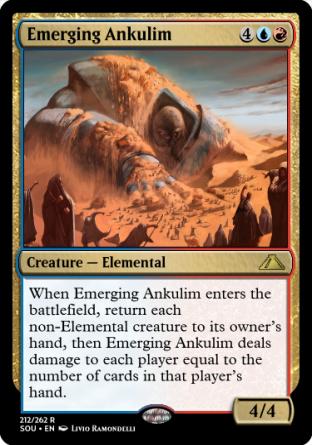 Emerging Ankulim 4
Creature — Elemental
When Emerging Ankulim enters the
battlefield, return each
non-Elemental creature to its owner's
hand, then Emerging Ankulim deals
damage to each player equal to the
number of cards in that player's
hand.
4/4
212/262 R
SOU • EN Livio Ramondelli